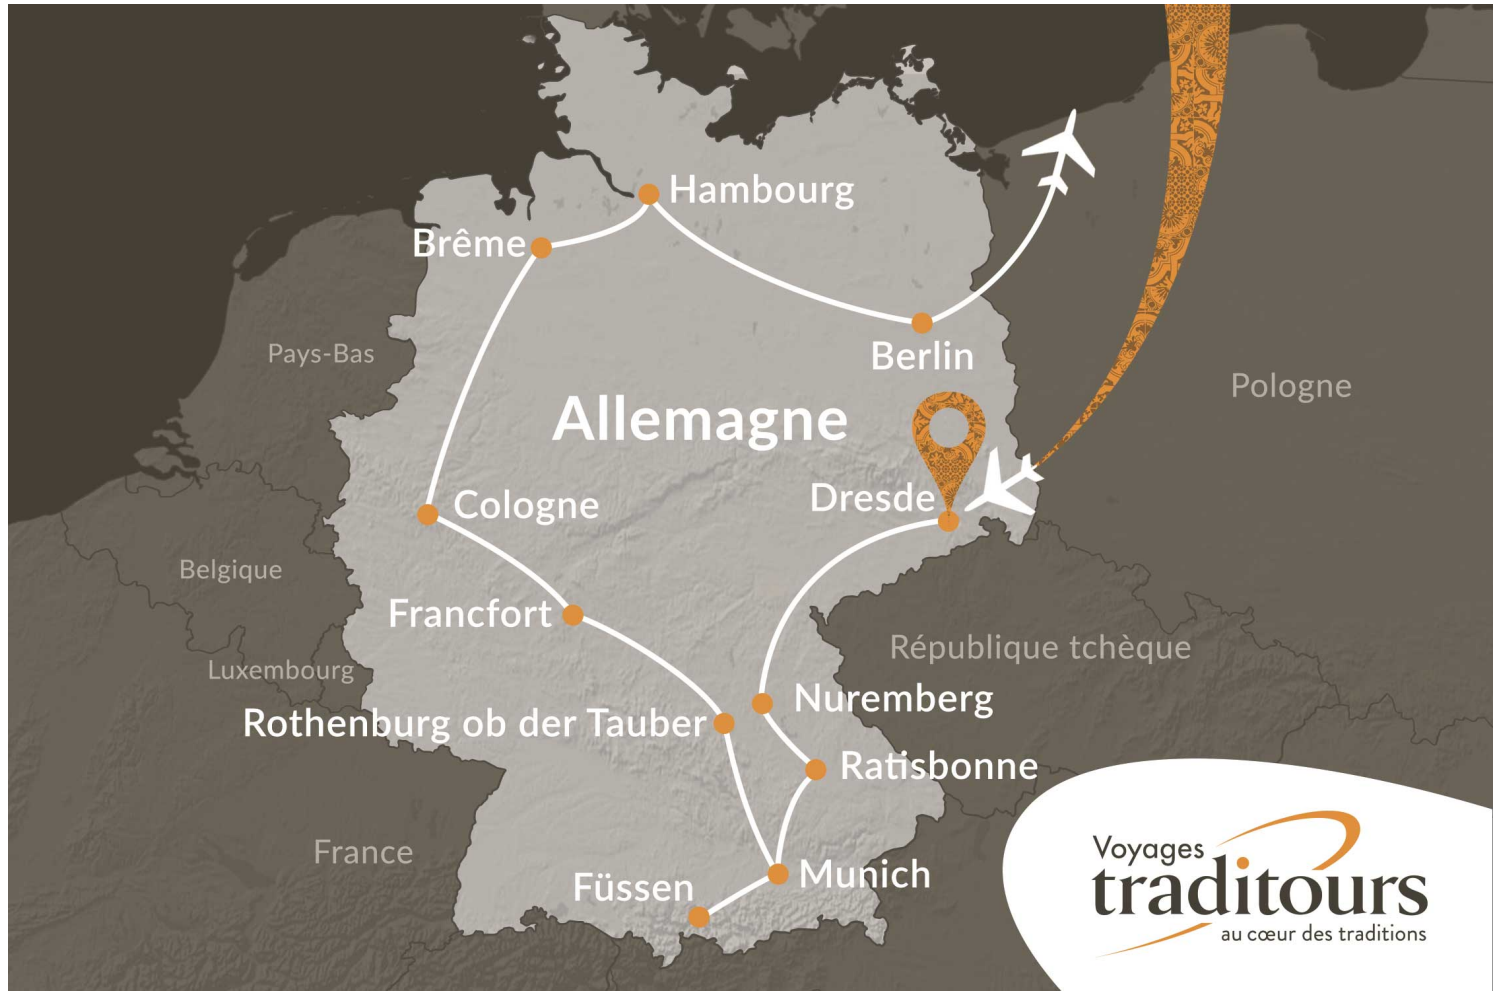 Hambourg
Brême
Berlin
Pays-Bas
Pologne
Allemagne
Dresde
Cologne
Belgique
Francfort
République tchèque
Luxembourg
Nuremberg
Rothenburg ob der Tauber
Ratisbonne
France
Munich
Füssen
Voyages
traditours
au cœur des traditions